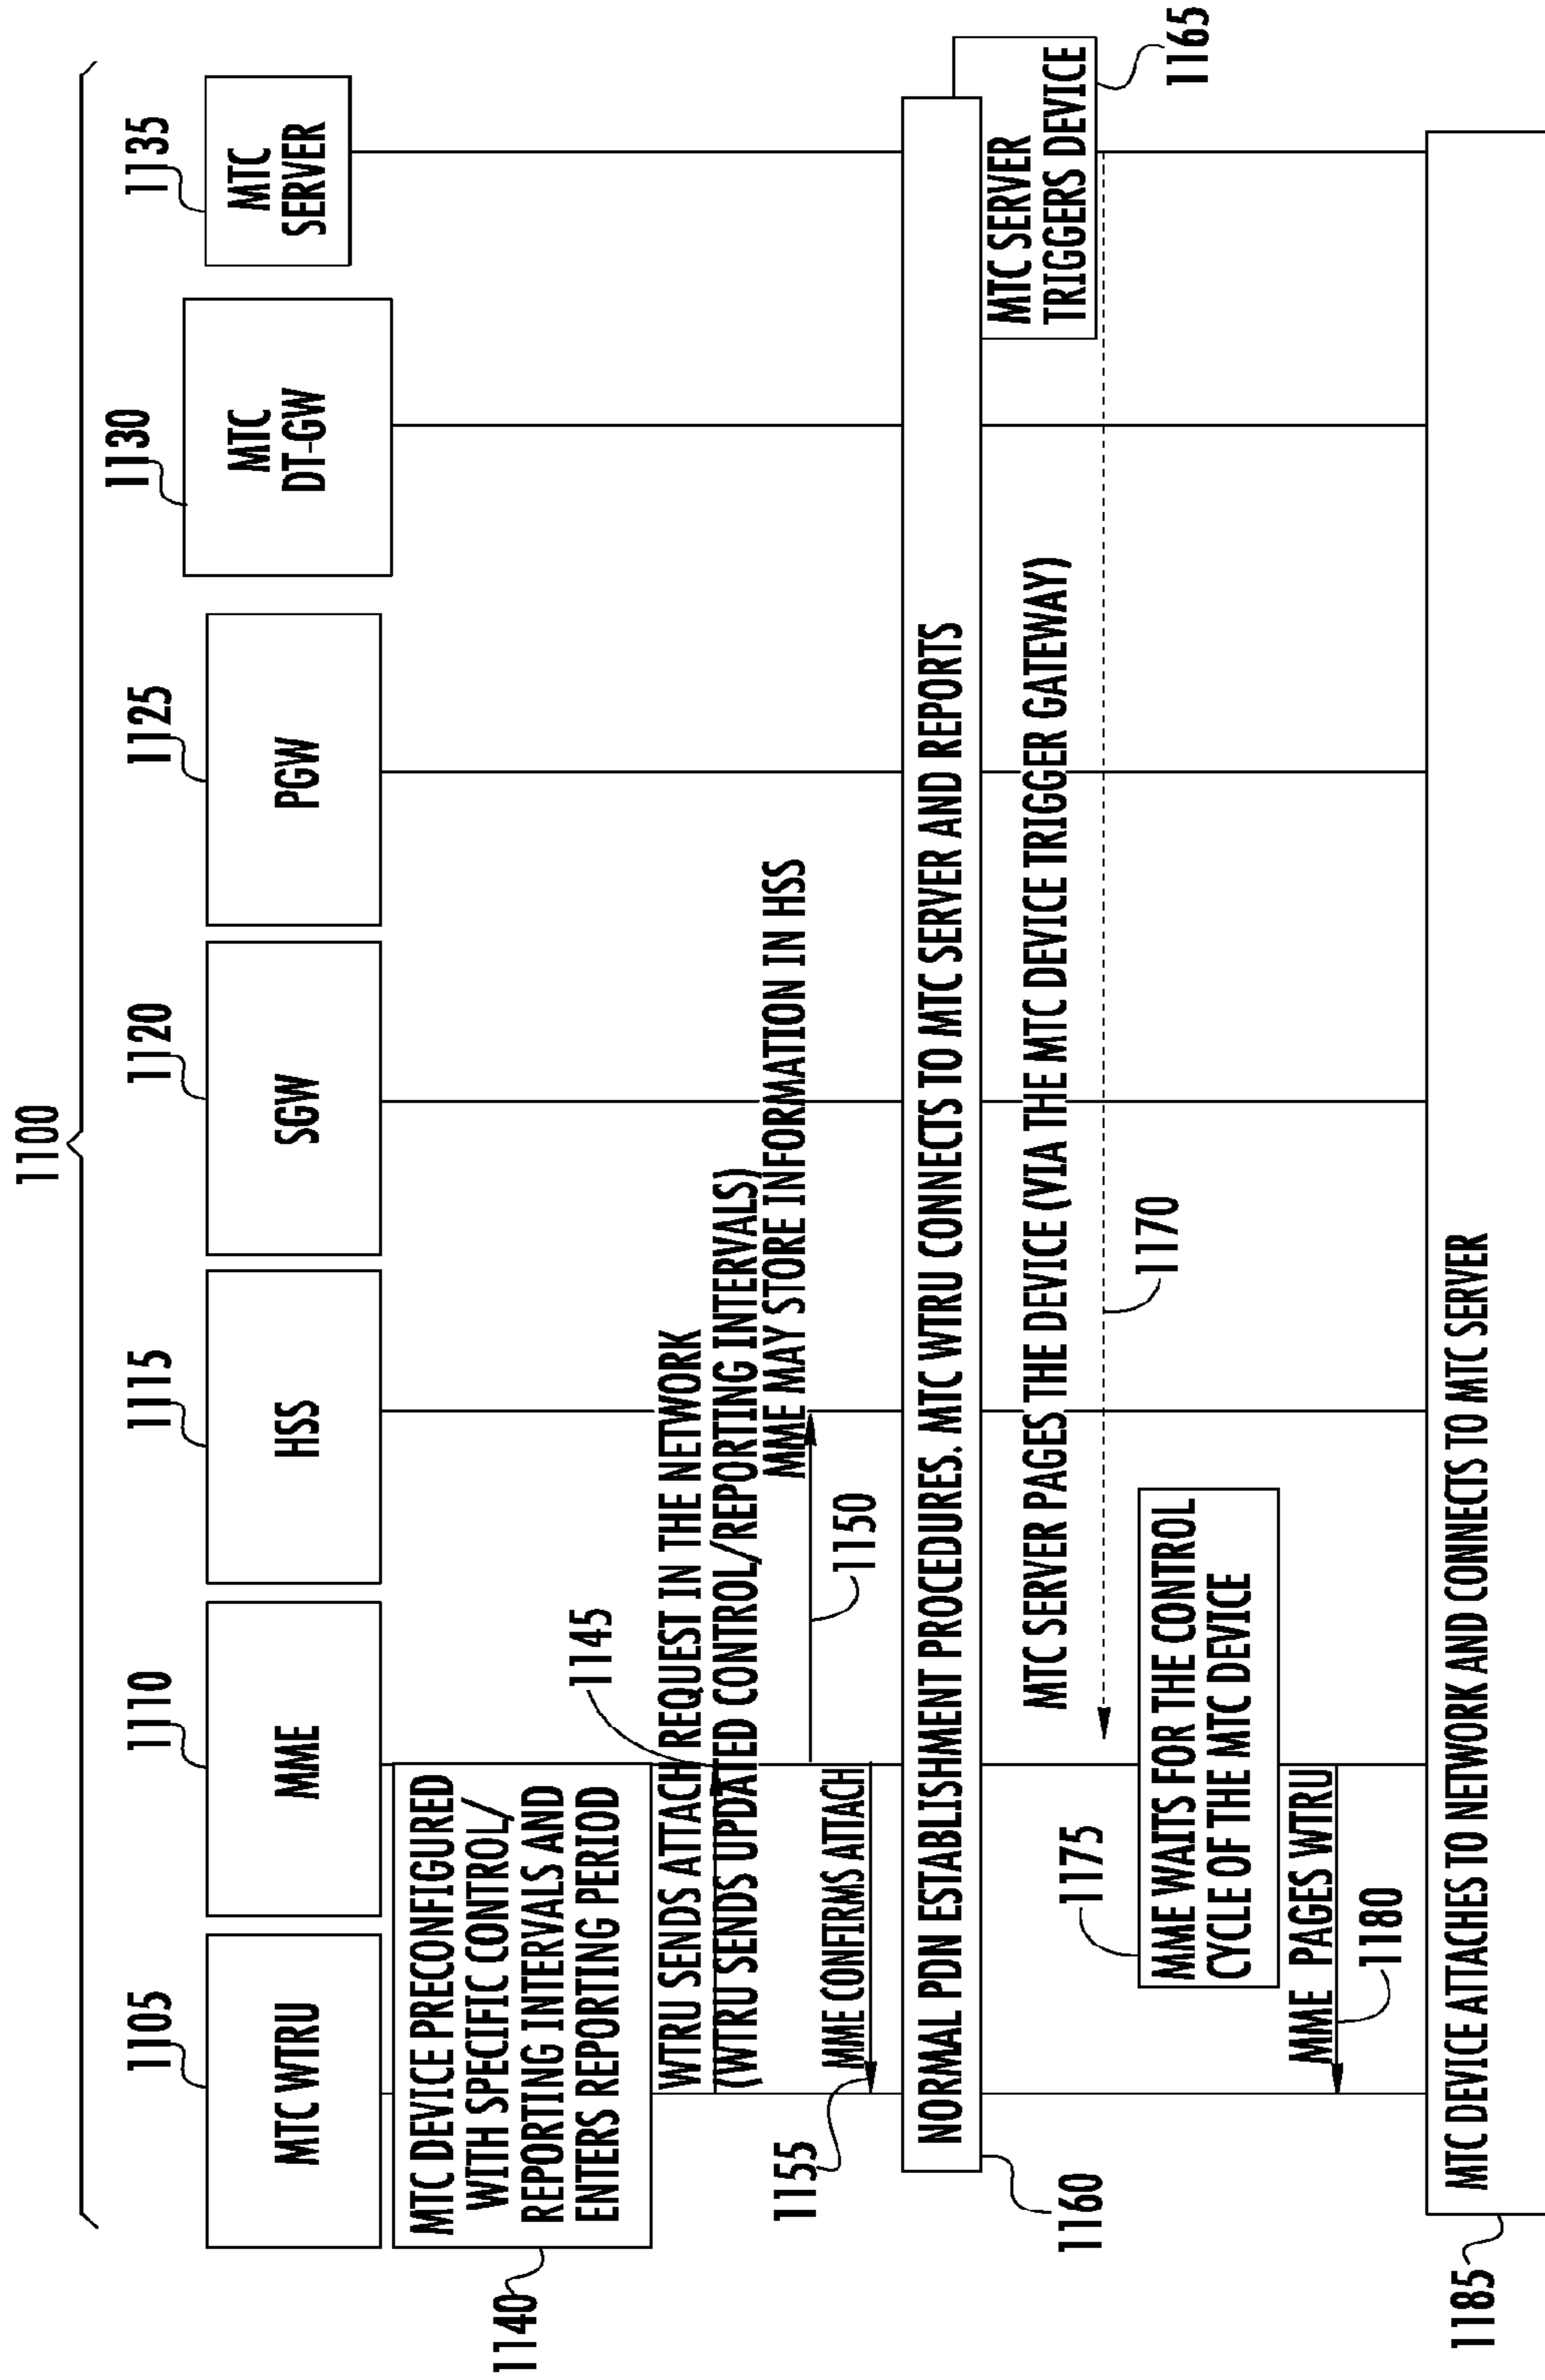 1100
1105
1110
1115
1120
1125
1130
1135
MTC WTRU
MME
HSS
SGW
PGW
MTC
DT-GW
MTC
SERVER
MTC DEVICE PRECONFIGURED
WITH SPECIFIC CONTROL/
REPORTING INTERVALS AND
ENTERS REPORTING PERIOD
1140
1145
WTRU SENDS ATTACH REQUEST IN THE NETWORK
(WTRU SENDS UPDATED CONTROL/REPORTING INTERVALS)
MME MAY STORE INFORMATION IN HSS
1150
MME CONFIRMS ATTACH
1155
NORMAL PDN ESTABLISHMENT PROCEDURES. MTC WTRU CONNECTS TO MTC SERVER AND REPORTS
1160
MTC SERVER
TRIGGERS DEVICE
1165
MTC SERVER PAGES THE DEVICE (VIA THE MTC DEVICE TRIGGER GATEWAY)
1170
MME WAITS FOR THE CONTROL
CYCLE OF THE MTC DEVICE
1175
MME PAGES WTRU
1180
MTC DEVICE ATTACHES TO NETWORK AND CONNECTS TO MTC SERVER
1185